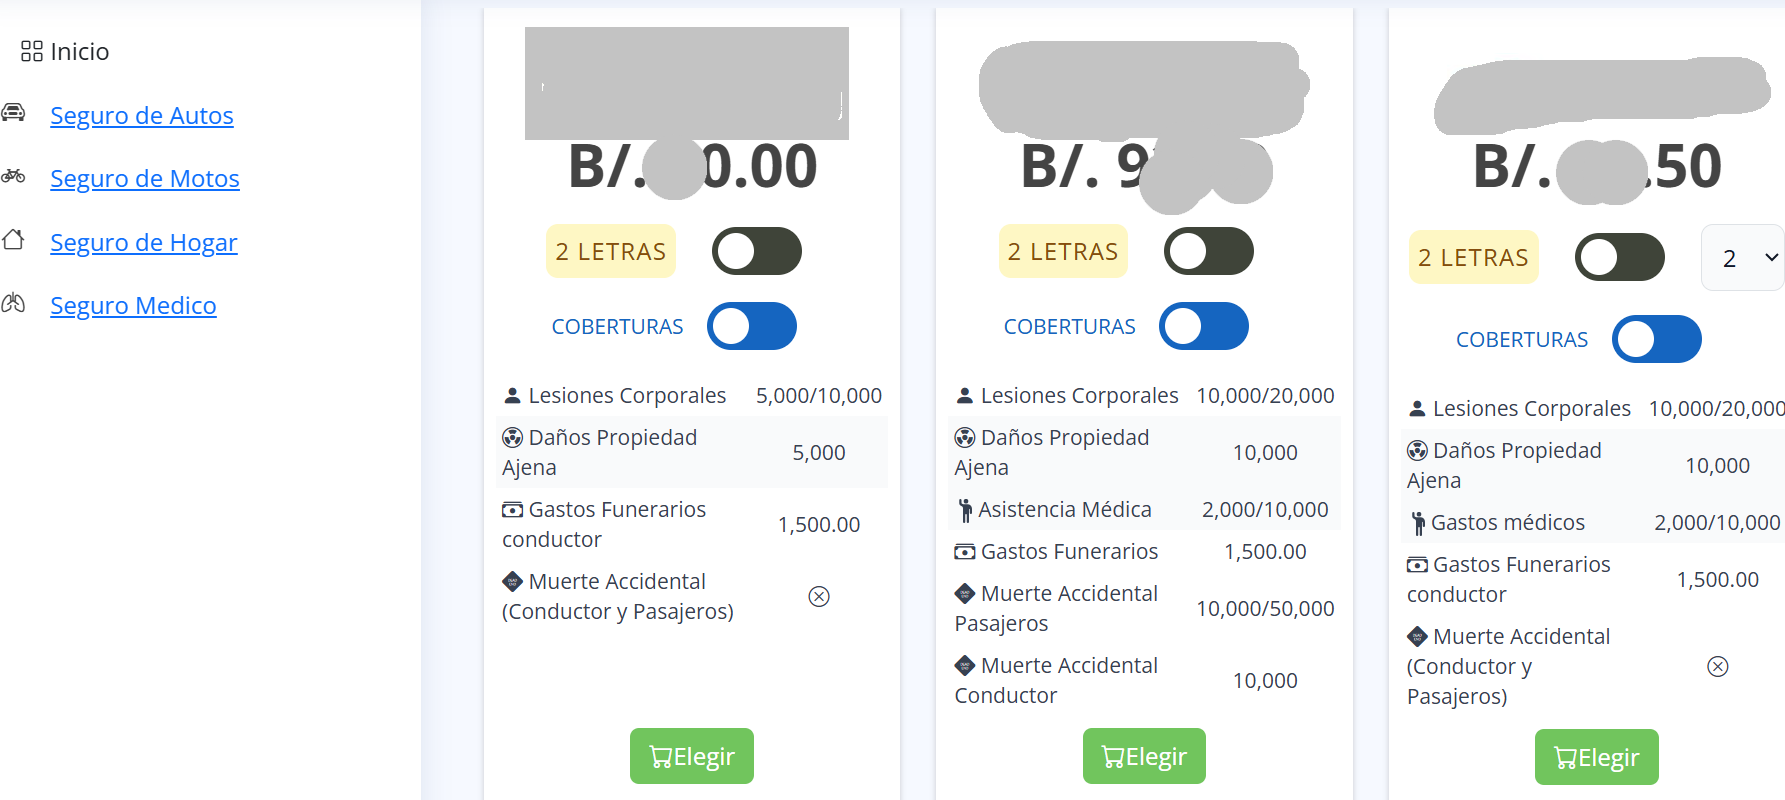 Inicio
Seguro de Autos
Seguro de Motos
Seguro de Hogar
Seguro Medico
B/. 0.00
2 LETRAS
COBERTURAS
Lesiones Corporales 5,000/10,000
Daños Propiedad
Ajena
5,000
Gastos Funerarios
conductor
1,500.00
Muerte Accidental
(Conductor y Pasajeros)
Elegir
B/. 9
2 LETRAS
COBERTURAS
Lesiones Corporales 10,000/20,000
Daños Propiedad
Ajena
10,000
Asistencia Médica 2,000/10,000
Gastos Funerarios 1,500.00
Muerte Accidental
Pasajeros
10,000/50,000
Muerte Accidental
Conductor
10,000
Elegir
B/. .50
2 LETRAS 2
COBERTURAS
Lesiones Corporales 10,000/20,000
Daños Propiedad
Ajena
10,000
Gastos médicos 2,000/10,000
Gastos Funerarios
conductor
1,500.00
Muerte Accidental
(Conductor y
Pasajeros)
Elegir